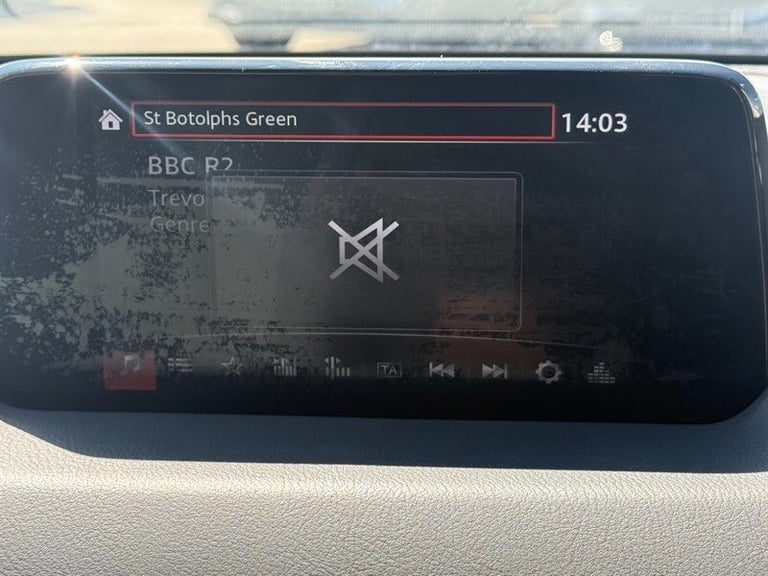 St Botolphs Green
14:03
BBC R2
Trevo
Genre
TA